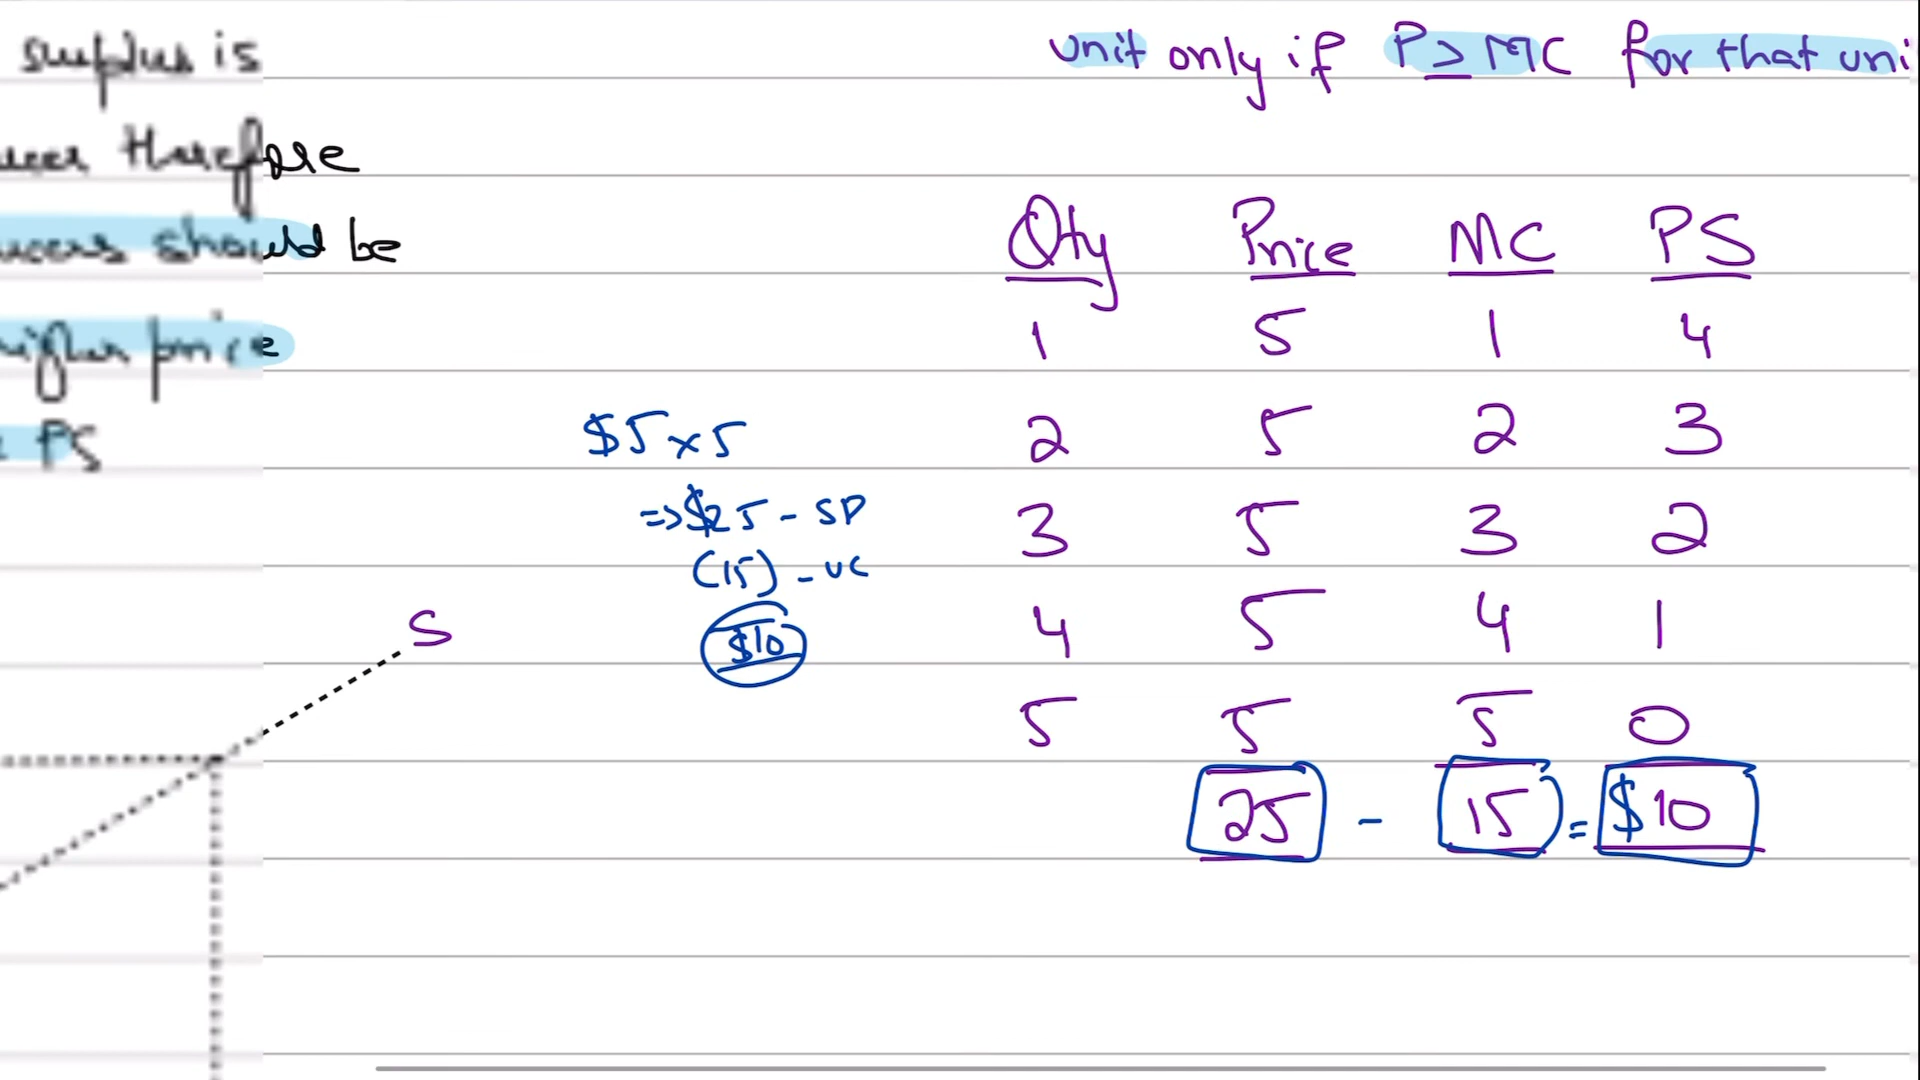 surplus is
therefore
should be
higher price
PS
S
unit only if P ≥ MC for that uni
Qty Price MC PS
1 5 1 4
2 5 2 3
3 5 3 2
4 5 4 1
5 5 5 0
25 - 15 = $10
$5 x 5
=> $25 - SP
(15) - VC
$10